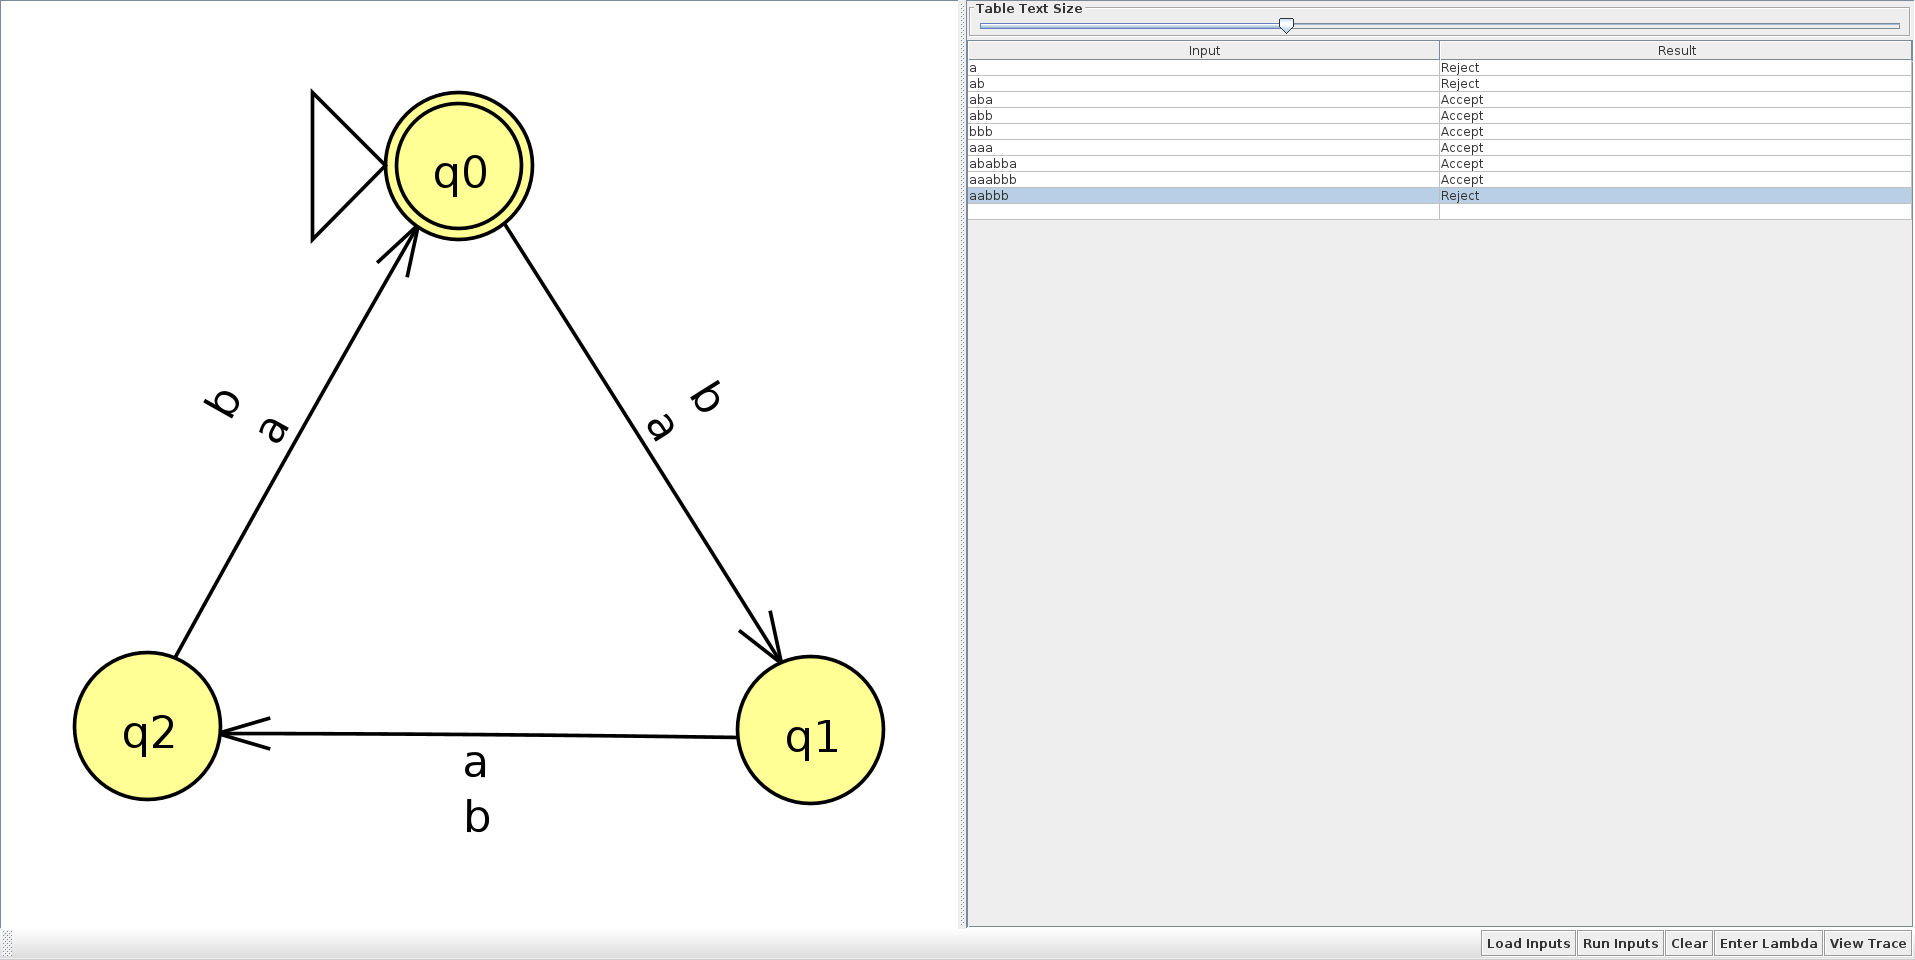 q0
b
a
b
a
q2
q1
a
b
Table Text Size
Input Result
a Reject
ab Reject
aba Accept
abb Accept
bbb Accept
aaa Accept
ababba Accept
aaabbb Accept
aabbb Reject
Load Inputs Run Inputs Clear Enter Lambda View Trace